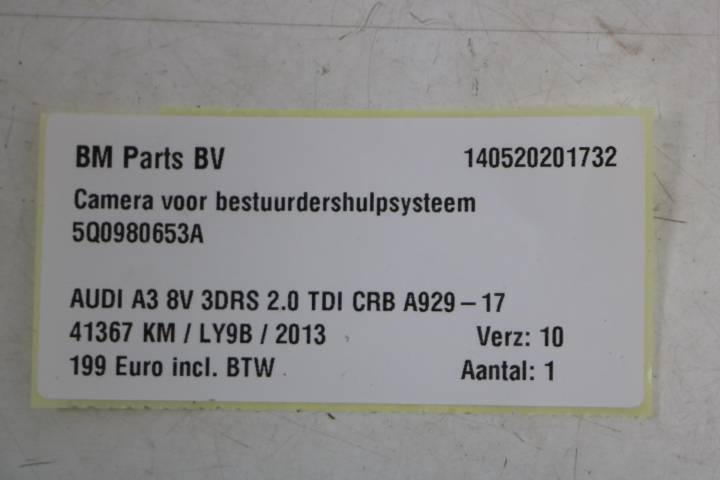 BM Parts BV 140520201732
Camera voor bestuurdershulpsysteem
5Q0980653A
AUDI A3 8V 3DRS 2.0 TDI CRB A929-17
41367 KM / LY9B / 2013 Verz: 10
199 Euro incl. BTW Aantal: 1